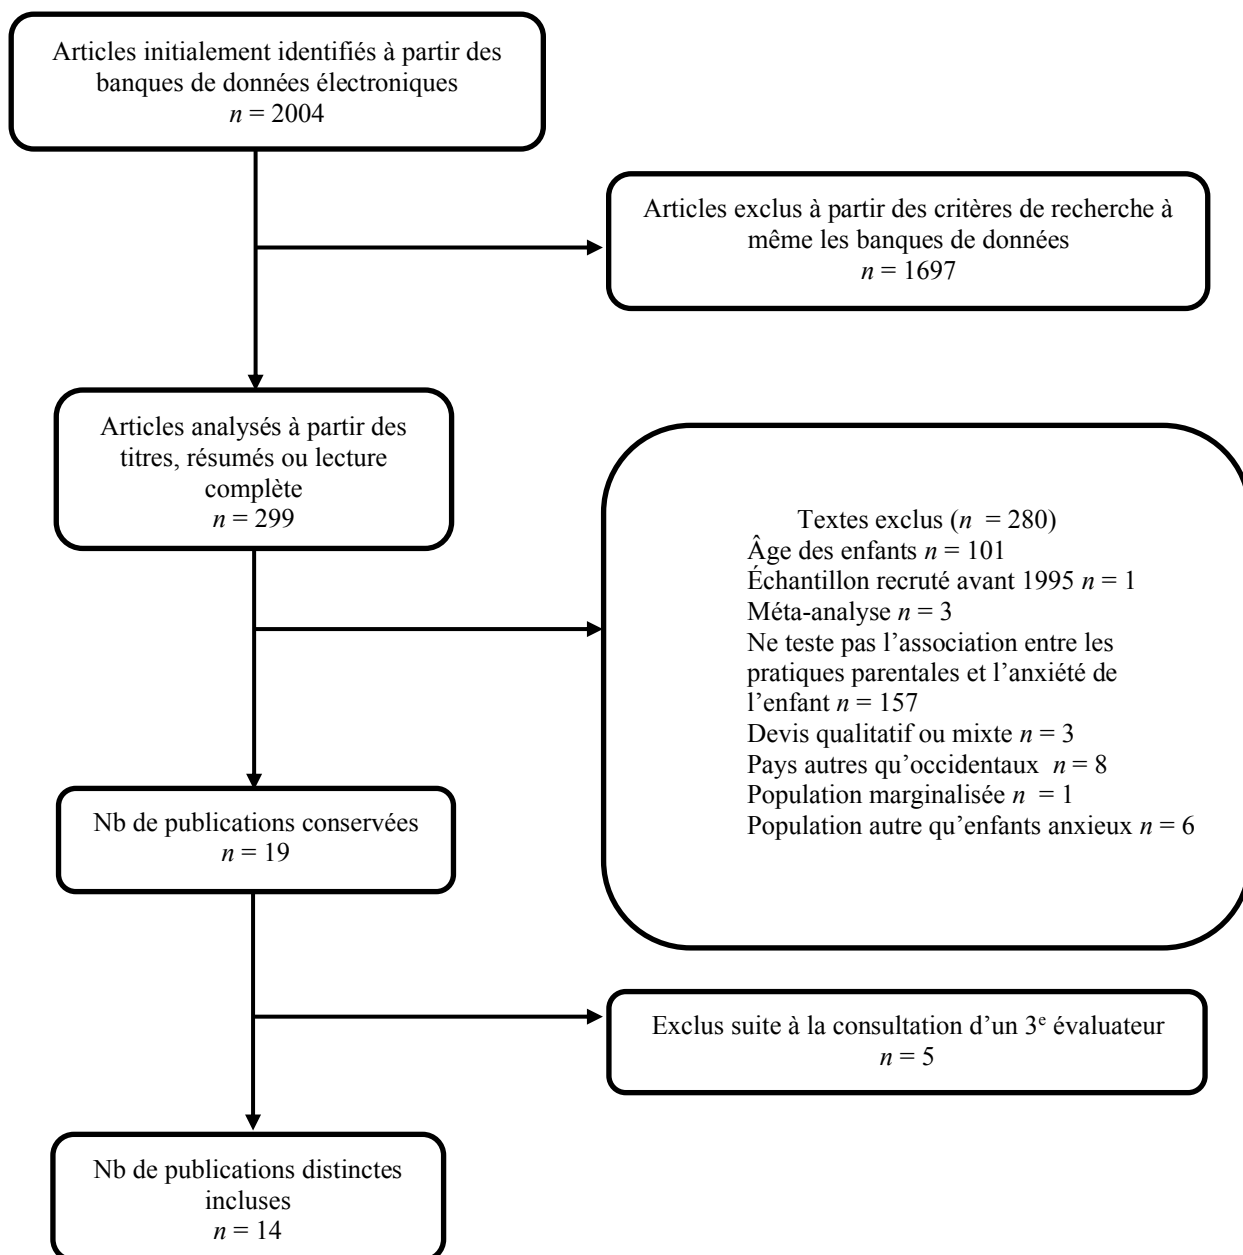 Articles initialement identifiés à partir des
banques de données électroniques
n = 2004
Articles exclus à partir des critères de recherche à
même les banques de données
n = 1697
Articles analysés à partir des
titres, résumés ou lecture
complète
n = 299
Textes exclus (n = 280)
Âge des enfants n = 101
Échantillon recruté avant 1995 n = 1
Méta-analyse n = 3
Ne teste pas l’association entre les
pratiques parentales et l’anxiété de
l’enfant n = 157
Devis qualitatif ou mixte n = 3
Pays autres qu’occidentaux n = 8
Population marginalisée n = 1
Population autre qu’enfants anxieux n = 6
Nb de publications conservées
n = 19
Exclus suite à la consultation d’un 3e évaluateur
n = 5
Nb de publications distinctes
incluses
n = 14